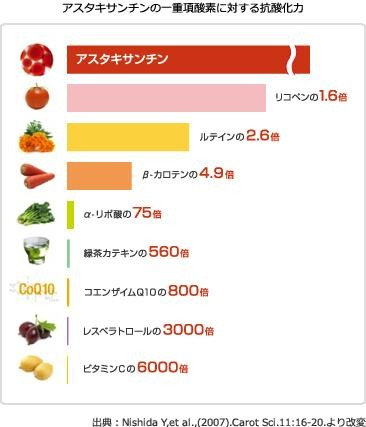 アスタキサンチンの一重項酸素に対する抗酸化力
アスタキサンチン
リコペンの1.6倍
ルテインの2.6倍
β-カロテンの4.9倍
α-リポ酸の75倍
緑茶カテキンの560倍
CoQ10
コエンザイムQ10の800倍
レスベラトロールの3000倍
ビタミンCの6000倍
出典：Nishida Y,et al.,(2007).Carot Sci.11:16-20.より改変